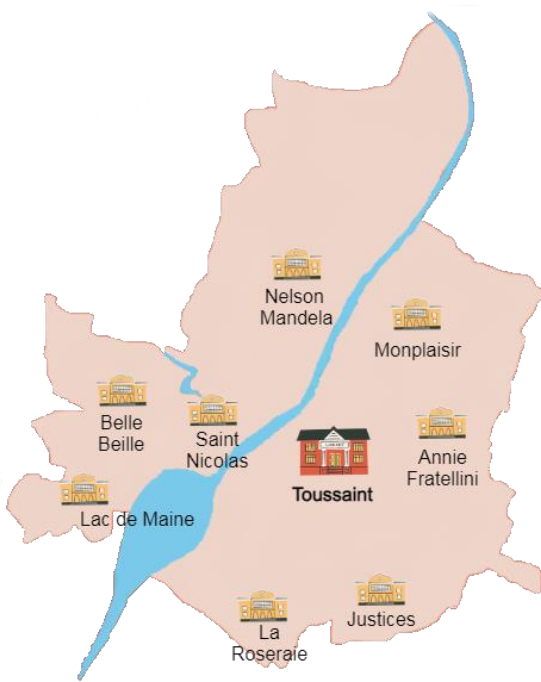 Nelson
Mandela
Monplaisir
Belle
Beille
Saint
Nicolas
Annie
Fratellini
Toussaint
Lac de Maine
Justices
La
Roseraie